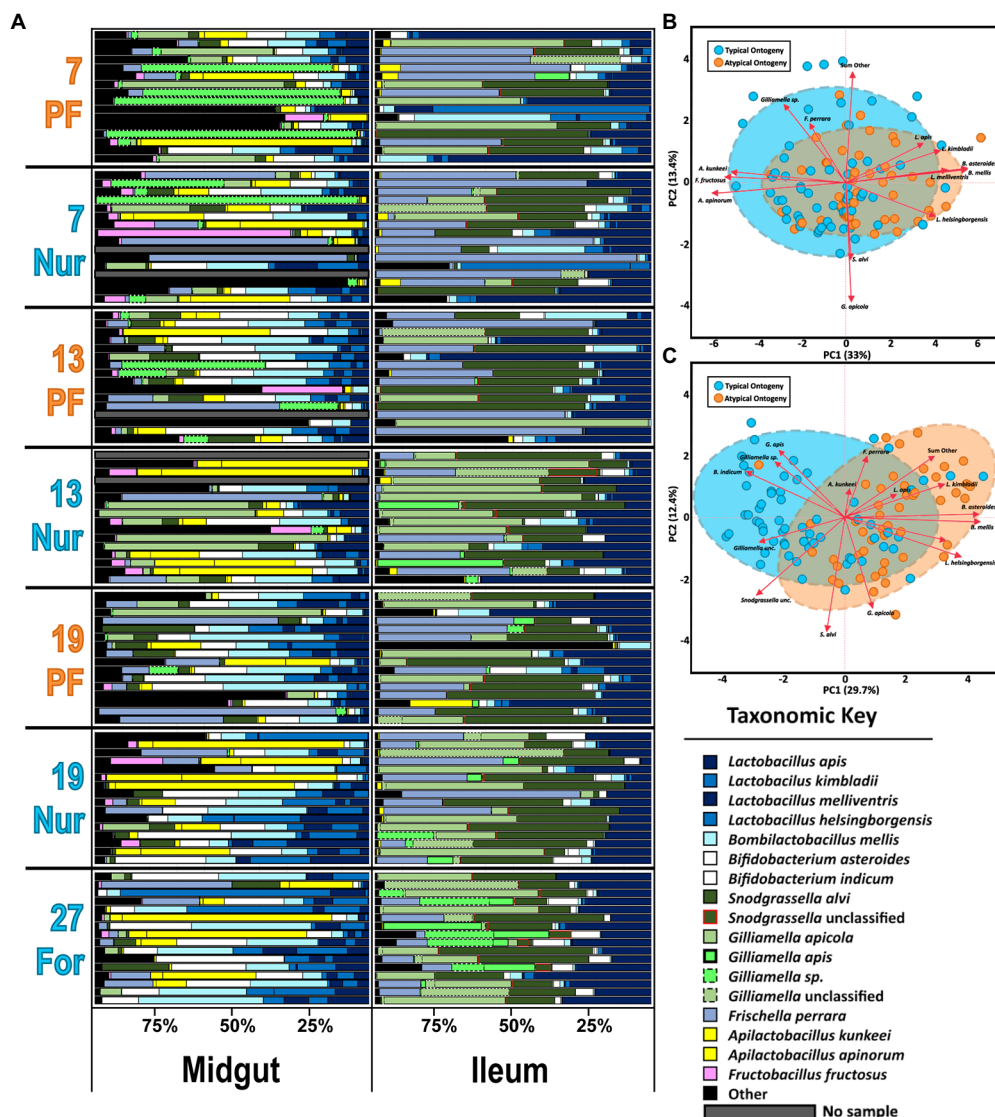 A
7
PF
7
Nur
13
PF
13
Nur
19
PF
19
Nur
27
For
75% 50% 25%
75% 50% 25%
Midgut
Ileum
B
Typical Ontogeny
Atypical Ontogeny
4
2
0
-2
-4
PC2 (13.4%)
Sum Other
Gilliamella sp.
F. perrara
L. apis
L. kimbladii
B. asteroides
B. mellis
L. melliventris
A. kunkeei
F. fructosus
A. apinorum
L. helsingborgensis
S. alvi
G. apicola
-6 -4 -2 0 2 4 6
PC1 (33%)
C
Typical Ontogeny
Atypical Ontogeny
4
2
0
-2
-4
PC2 (12.4%)
G. apis
Gilliamella sp.
B. indicum
F. perrara
Sum Other
A. kunkeei
L. apis
L. kimbladii
B. asteroides
B. mellis
Gilliamella unc.
L. helsingborgensis
Snodgrassella unc.
G. apicola
S. alvi
-4 -2 0 2 4
PC1 (29.7%)
Taxonomic Key
Lactobacillus apis
Lactobacilus kimbladii
Lactobacillus melliventris
Lactobacillus helsingborgensis
Bombilactobacillus mellis
Bifidobacterium asteroides
Bifidobacterium indicum
Snodgrassella alvi
Snodgrassella unclassified
Gilliamella apicola
Gilliamella apis
Gilliamella sp.
Gilliamella unclassified
Frischella perrara
Apilactobacillus kunkeei
Apilactobacillus apinorum
Fructobacillus fructosus
Other
No sample